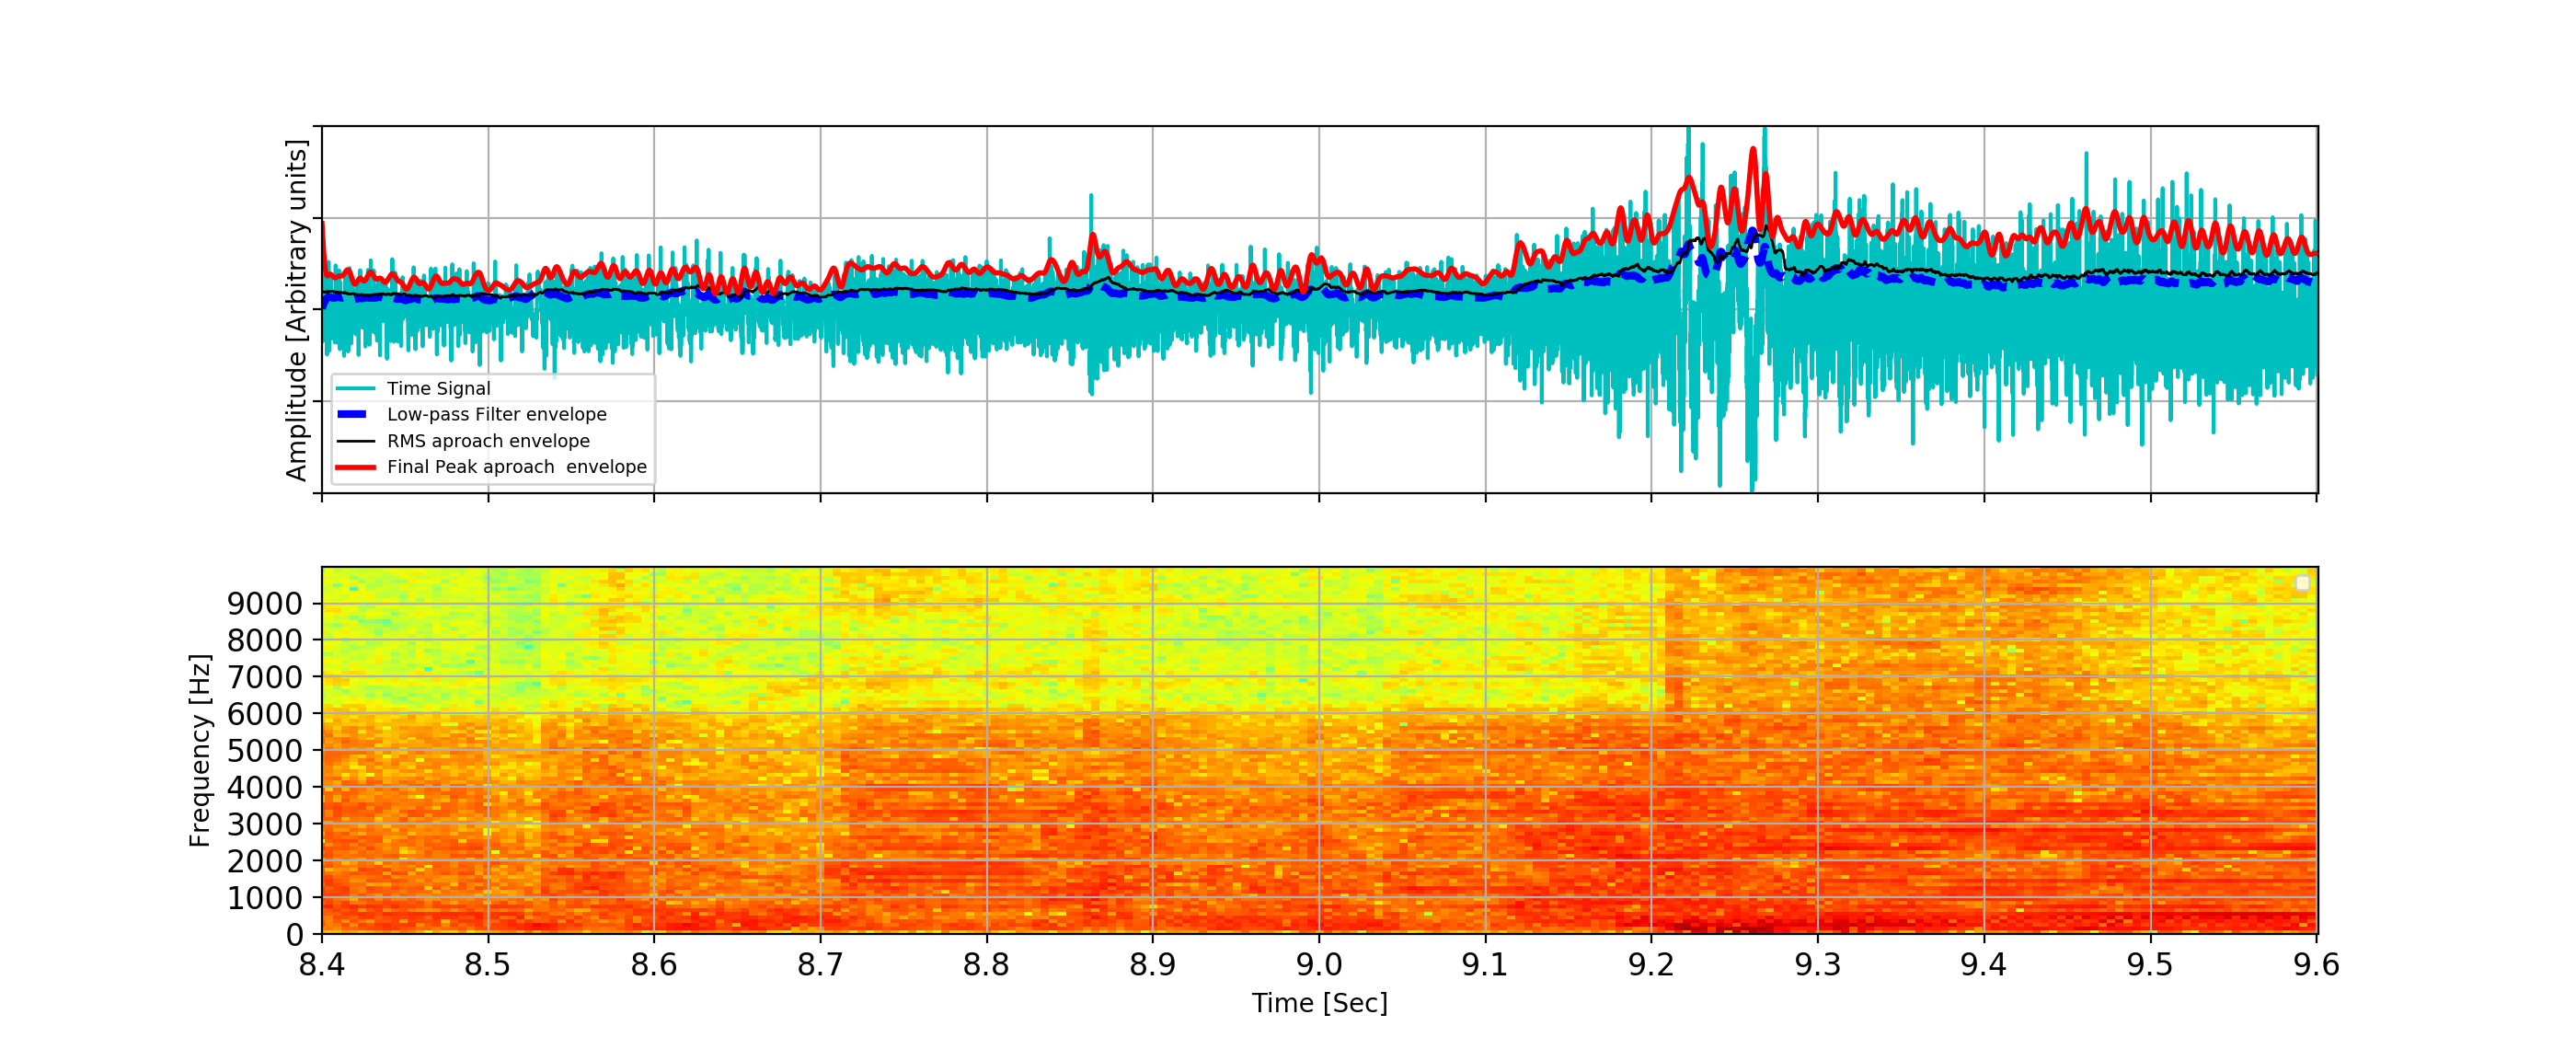 Amplitude [Arbitrary units]
Time Signal
Low-pass Filter envelope
RMS aproach envelope
Final Peak aproach  envelope
Frequency [Hz]
9000
8000
7000
6000
5000
4000
3000
2000
1000
0
8.4 8.5 8.6 8.7 8.8 8.9 9.0 9.1 9.2 9.3 9.4 9.5 9.6
Time [Sec]